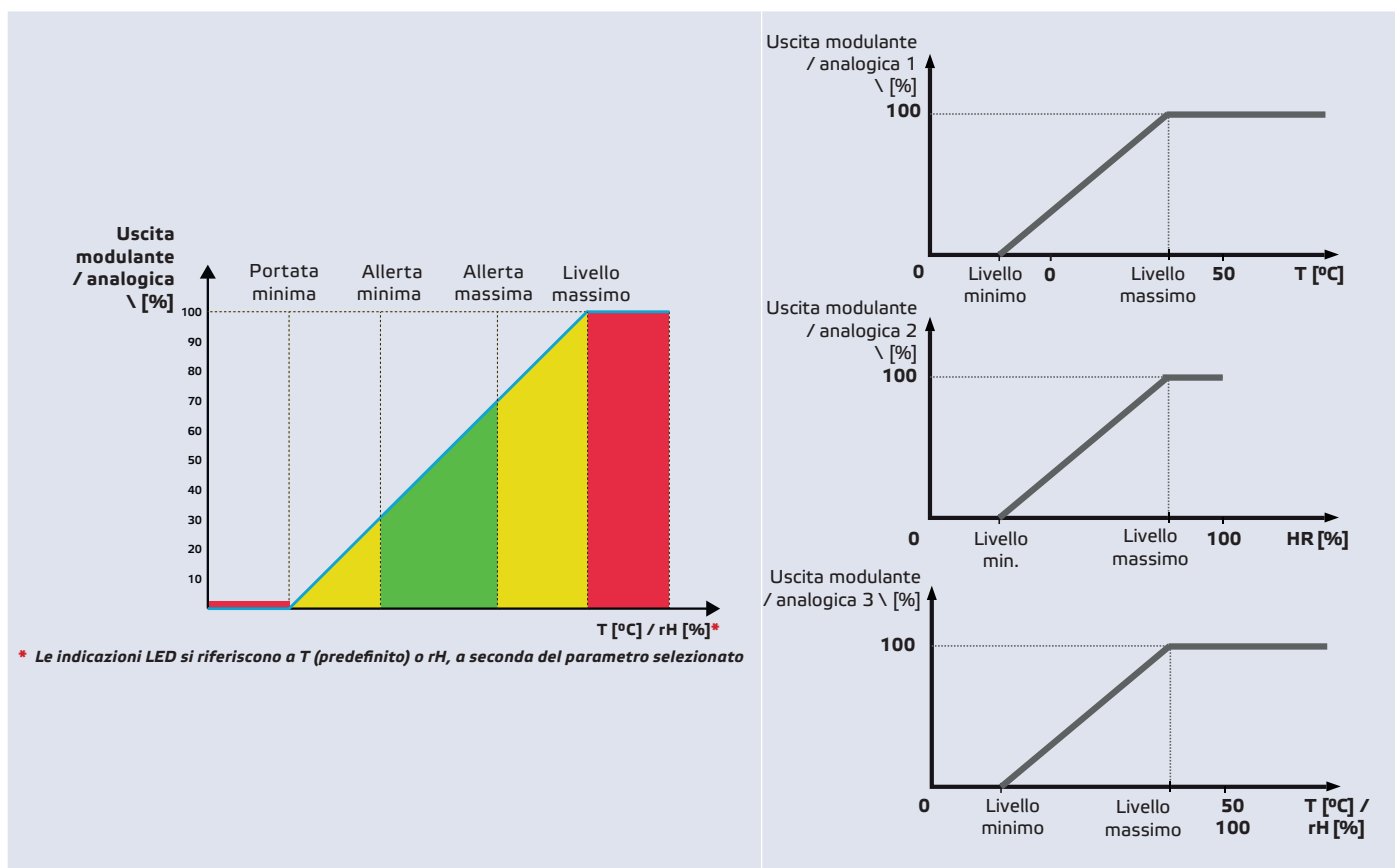 Uscita
modulante
/ analogica
\ [%]
Portata
minima
Allerta
minima
Allerta
massima
Livello
massimo
100
90
80
70
60
50
40
30
20
10
T [ºC] / rH [%]*
* Le indicazioni LED si riferiscono a T (predefinito) o rH, a seconda del parametro selezionato
Uscita modulante
/ analogica 1
\ [%]
100
0
Livello
minimo
0
Livello
massimo
50
T [ºC]
Uscita modulante
/ analogica 2
\ [%]
100
0
Livello
min.
Livello
massimo
100
HR [%]
Uscita modulante
/ analogica 3 \ [%]
100
0
Livello
minimo
Livello
massimo
50
100
T [ºC] /
rH [%]